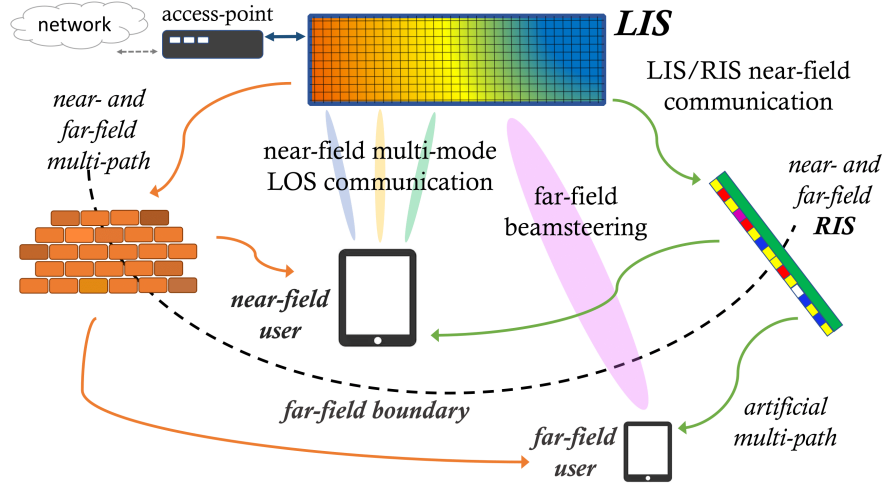 network
access-point
LIS
LIS/RIS near-field
communication
near- and
far-field
multi-path
near-field multi-mode
LOS communication
far-field
beamsteering
near- and
far-field
RIS
near-field
user
far-field boundary
far-field
user
artificial
multi-path